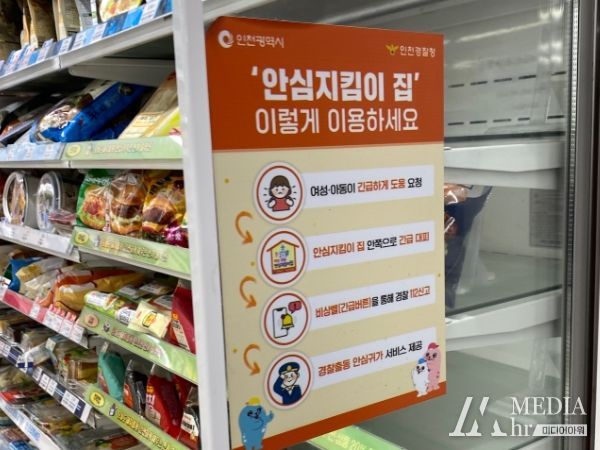 인천광역시
인천경찰청
'안심지킴이 집'
이렇게 이용하세요
여성·아동이 긴급하게 도움 요청
안심지킴이 집 안쪽으로 긴급 대피
비상벨(긴급버튼)을 통해 경찰 112신고
경찰출동 안심귀가 서비스 제공
MEDIA
hr 미디어아워